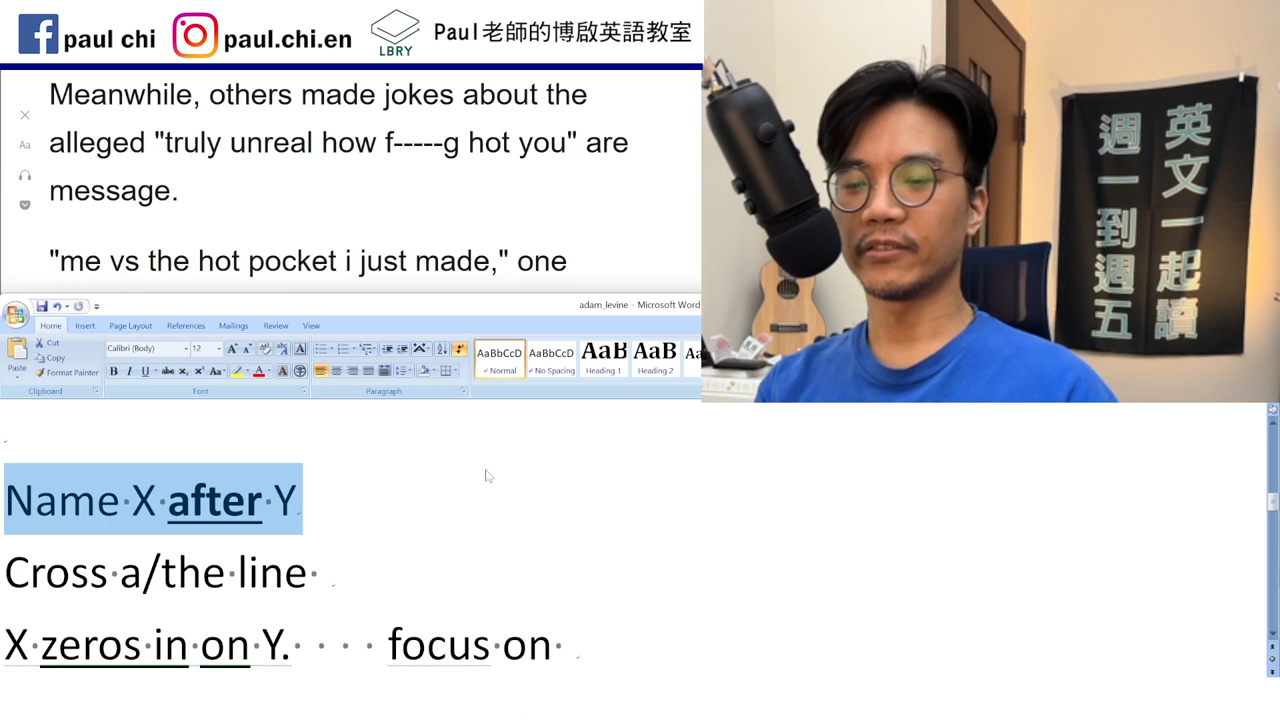 paul chi
paul.chi.en
LBRY
Paul老師的博啟英語教室
Meanwhile, others made jokes about the
alleged "truly unreal how f-----g hot you" are
message.
"me vs the hot pocket i just made," one
Aa
adam_levine - Microsoft Word
Home Insert Page Layout References Mailings Review View
Paste
Cut
Copy
Format Painter
Clipboard
Calibri (Body) 12
Font
Paragraph
AaBbCcD
Normal
AaBbCcD
No Spacing
AaB
Heading 1
AaB
Heading 2
英文一起讀
週一到週五
Name X after Y
Cross a/the line
X zeros in on Y. focus on